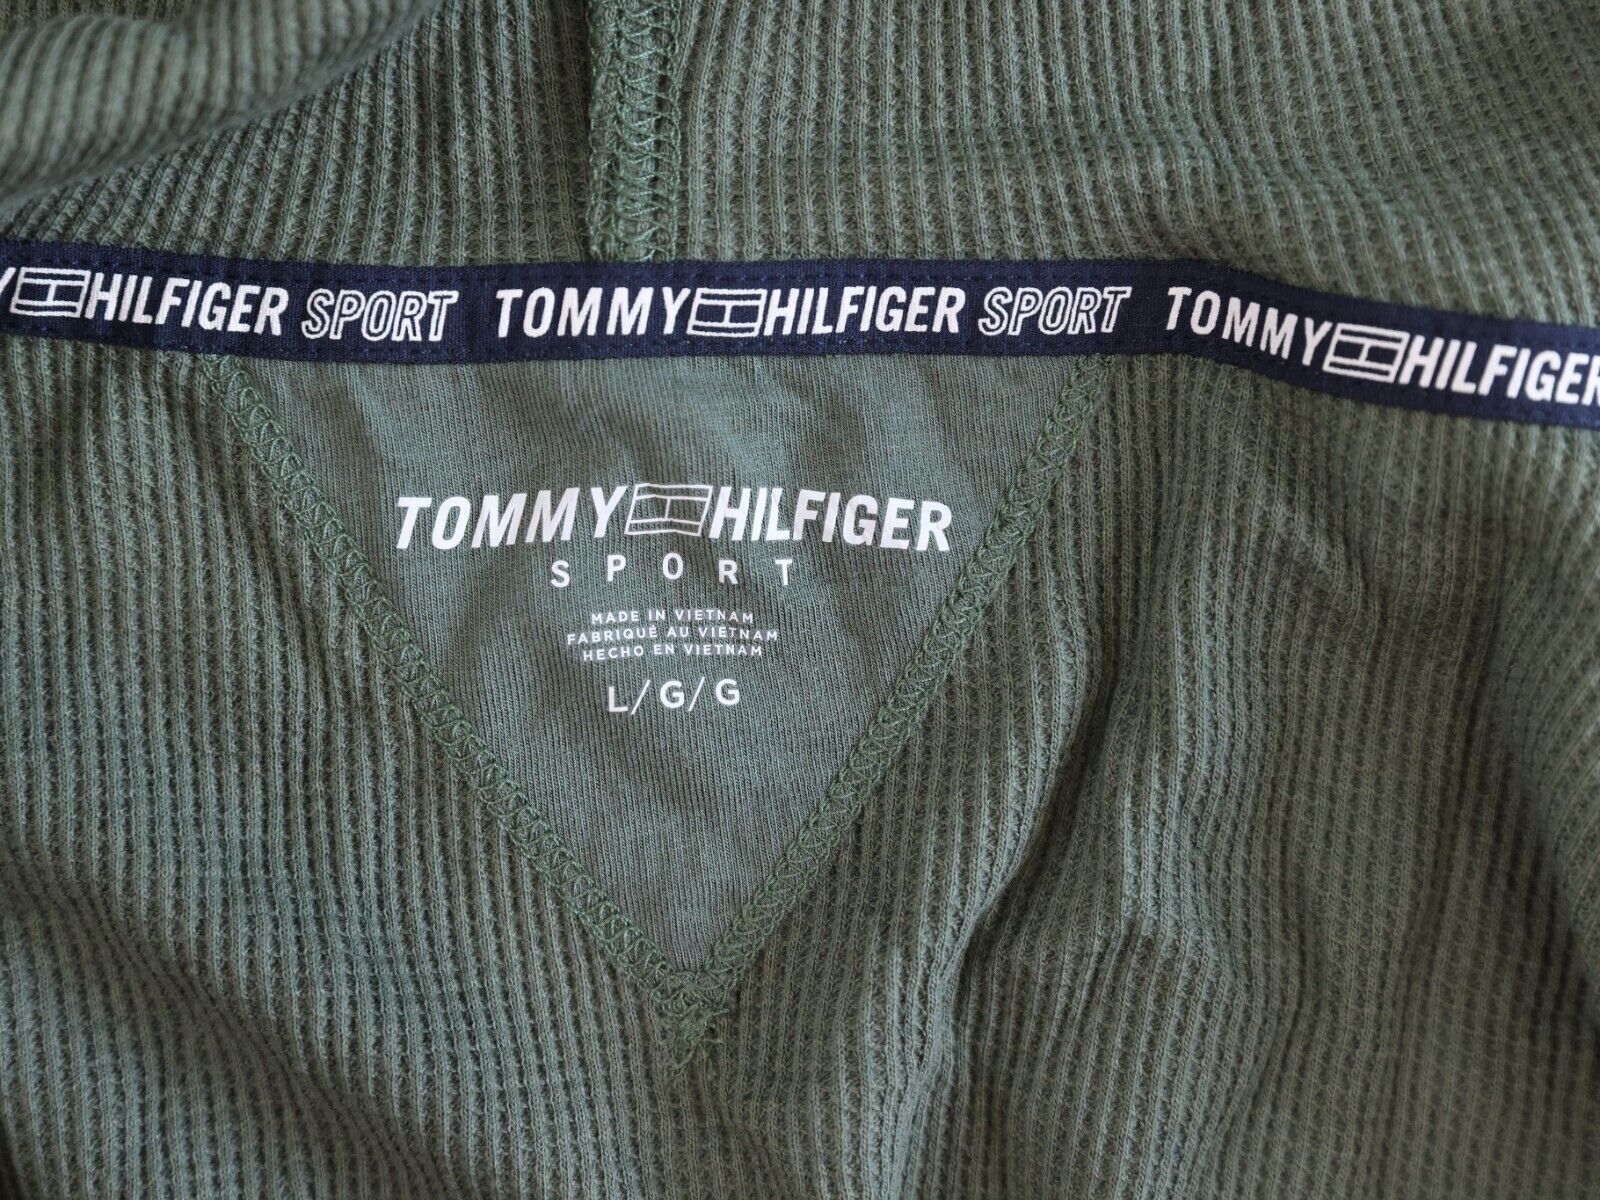 Y HILFIGER SPORT TOMMY HILFIGER SPORT TOMMY HILFIGER
TOMMY HILFIGER
SPORT
MADE IN VIETNAM
FABRIQUÉ AU VIETNAM
HECHO EN VIETNAM
L/G/G